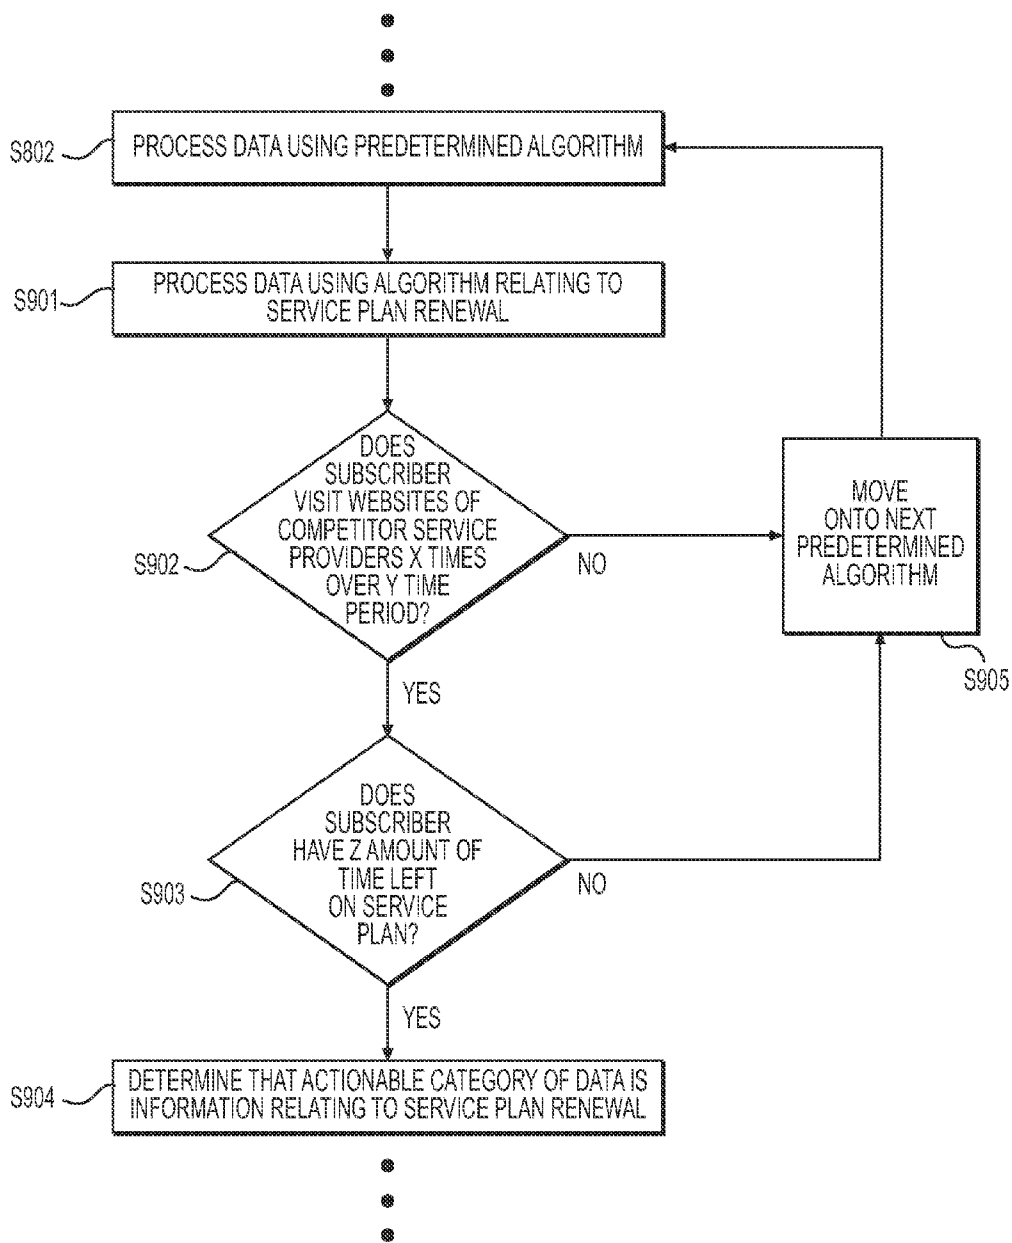 S802
PROCESS DATA USING PREDETERMINED ALGORITHM
S901
PROCESS DATA USING ALGORITHM RELATING TO
SERVICE PLAN RENEWAL
DOES
SUBSCRIBER
VISIT WEBSITES OF
COMPETITOR SERVICE
PROVIDERS X TIMES
OVER Y TIME
PERIOD?
S902
NO
YES
MOVE
ONTO NEXT
PREDETERMINED
ALGORITHM
S905
DOES
SUBSCRIBER
HAVE Z AMOUNT OF
TIME LEFT
ON SERVICE
PLAN?
S903
NO
YES
S904
DETERMINE THAT ACTIONABLE CATEGORY OF DATA IS
INFORMATION RELATING TO SERVICE PLAN RENEWAL